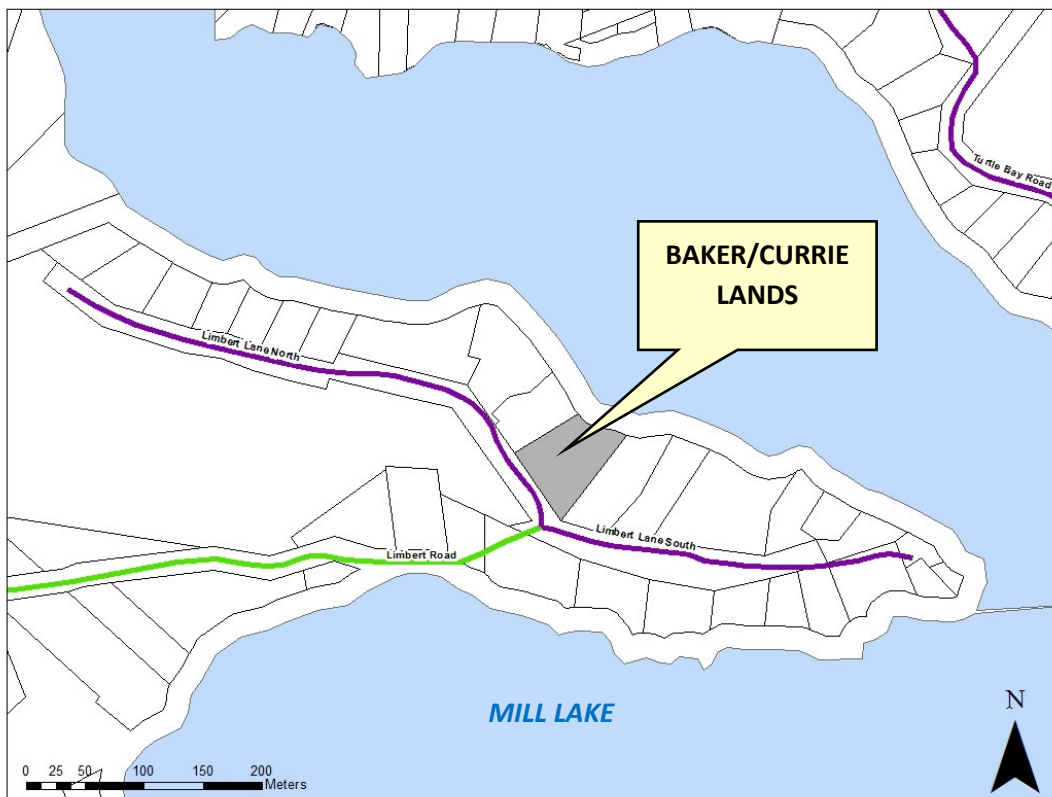 Turtle Bay Road
BAKER/CURRIE
LANDS
Limbert Lane North
Limbert Lane South
Limbert Road
MILL LAKE
N
0 25 50 100 150 200
Meters